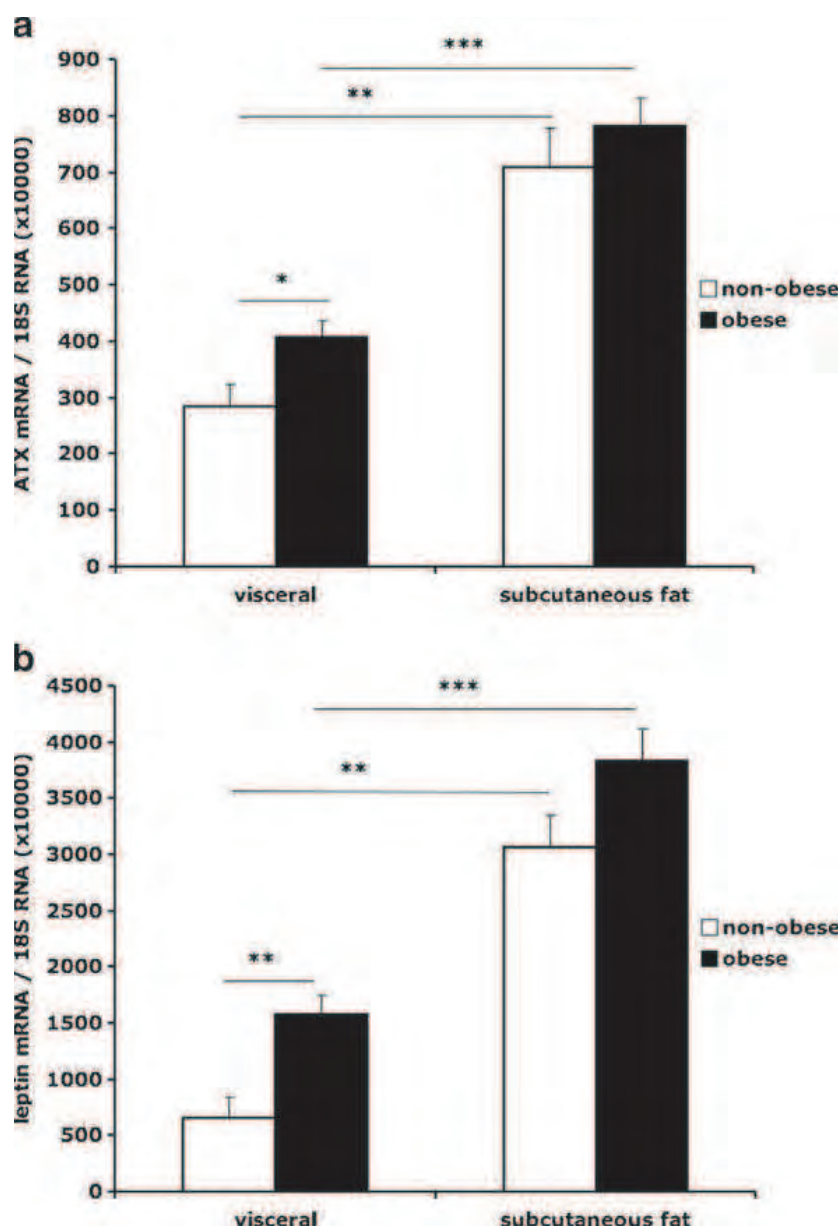 a
***
900
**
800
700
600
500
*
400
300
200
100
0
ATX mRNA / 18S RNA (x10000)
non-obese
obese
visceral
subcutaneous fat
b
***
4500
4000
**
3500
3000
2500
2000
**
1500
1000
500
0
leptin mRNA / 18S RNA (x10000)
non-obese
obese
visceral
subcutaneous fat